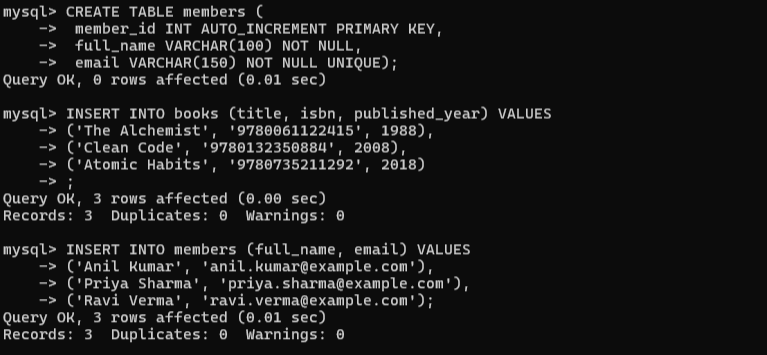 mysql> CREATE TABLE members (
    ->  member_id INT AUTO_INCREMENT PRIMARY KEY,
    ->  full_name VARCHAR(100) NOT NULL,
    ->  email VARCHAR(150) NOT NULL UNIQUE);
Query OK, 0 rows affected (0.01 sec)

mysql> INSERT INTO books (title, isbn, published_year) VALUES
    -> ('The Alchemist', '9780061122415', 1988),
    -> ('Clean Code', '9780132350884', 2008),
    -> ('Atomic Habits', '9780735211292', 2018)
    -> ;
Query OK, 3 rows affected (0.00 sec)
Records: 3  Duplicates: 0  Warnings: 0

mysql> INSERT INTO members (full_name, email) VALUES
    -> ('Anil Kumar', 'anil.kumar@example.com'),
    -> ('Priya Sharma', 'priya.sharma@example.com'),
    -> ('Ravi Verma', 'ravi.verma@example.com');
Query OK, 3 rows affected (0.01 sec)
Records: 3  Duplicates: 0  Warnings: 0